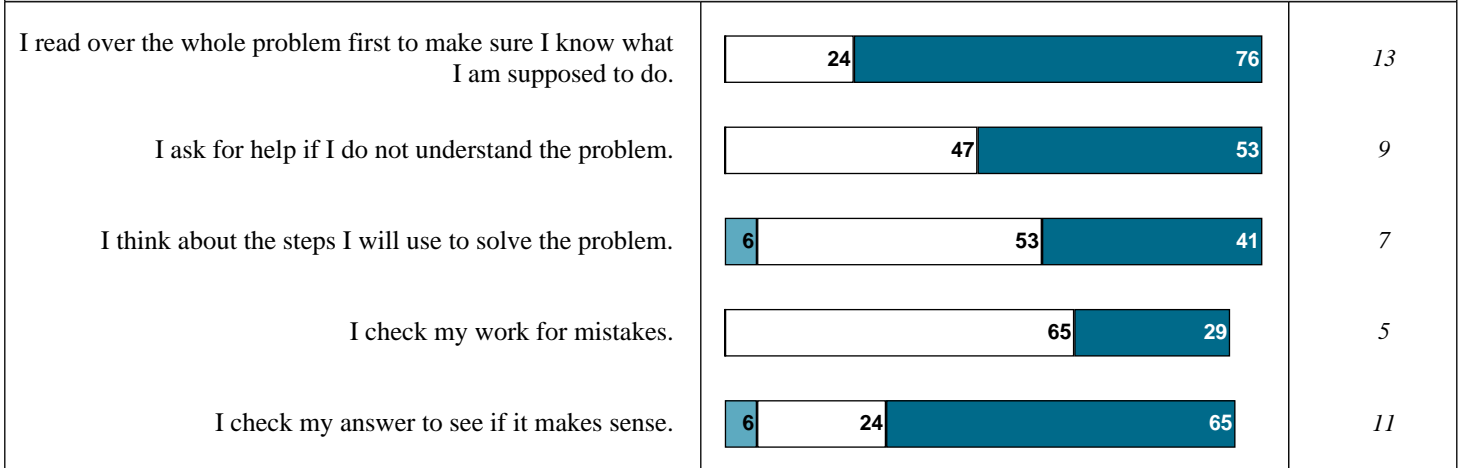 I read over the whole problem first to make sure I know what
I am supposed to do.
24 76 13
I ask for help if I do not understand the problem.
47 53 9
I think about the steps I will use to solve the problem.
6 53 41 7
I check my work for mistakes.
65 29 5
I check my answer to see if it makes sense.
6 24 65 11